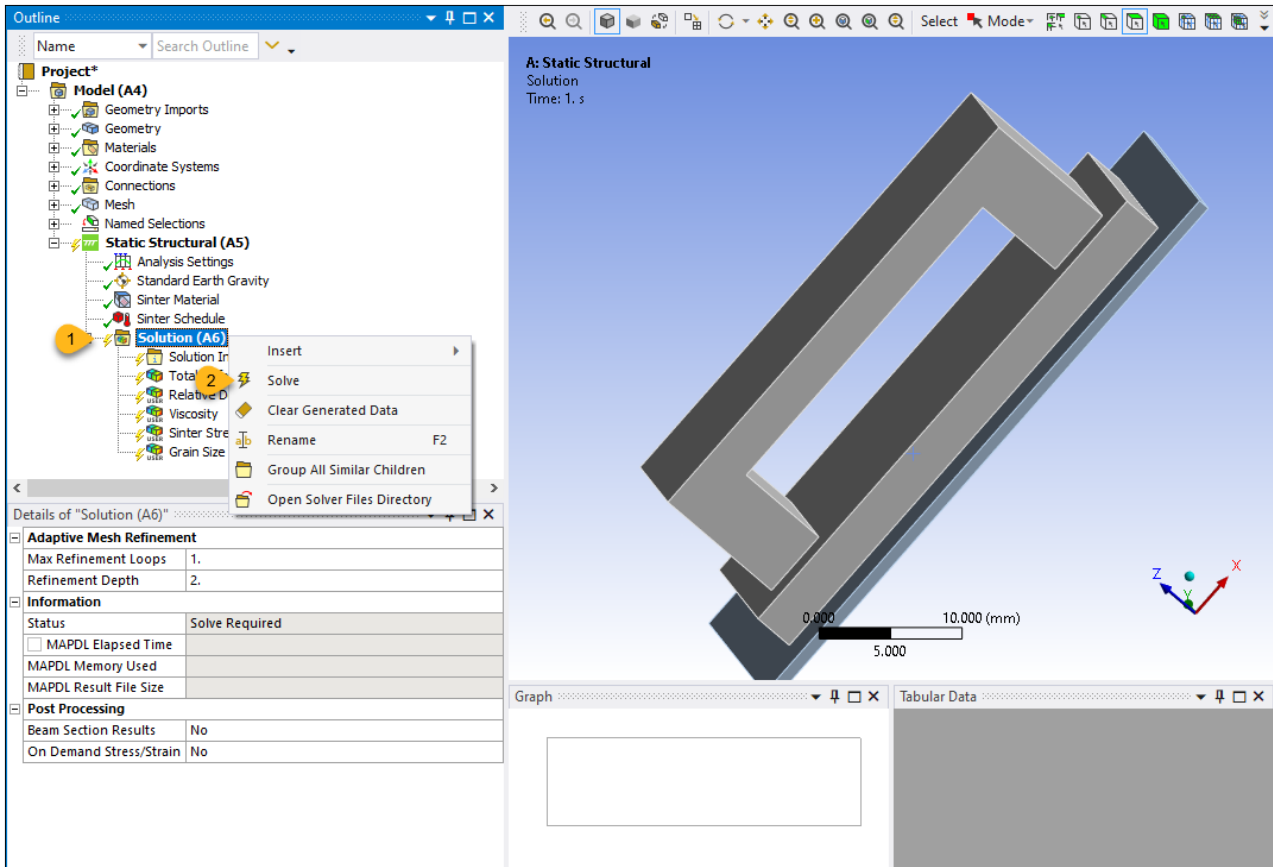 Outline
Name
Search Outline
Project*
Model (A4)
Geometry Imports
Geometry
Materials
Coordinate Systems
Connections
Mesh
Named Selections
Static Structural (A5)
Analysis Settings
Standard Earth Gravity
Sinter Material
Sinter Schedule
1
Solution (A6)
Solution In
Relative D
Viscosity
Sinter Stre
Grain Size
Insert
2
Solve
Clear Generated Data
Rename F2
Group All Similar Children
Open Solver Files Directory
Details of "Solution (A6)"
Adaptive Mesh Refinement
Max Refinement Loops 1.
Refinement Depth 2.
Information
Status Solve Required
MAPDL Elapsed Time
MAPDL Memory Used
MAPDL Result File Size
Post Processing
Beam Section Results No
On Demand Stress/Strain No
Select Mode
A: Static Structural
Solution
Time: 1. s
Z
Y
X
0.000 10.000 (mm)
5.000
Graph
Tabular Data